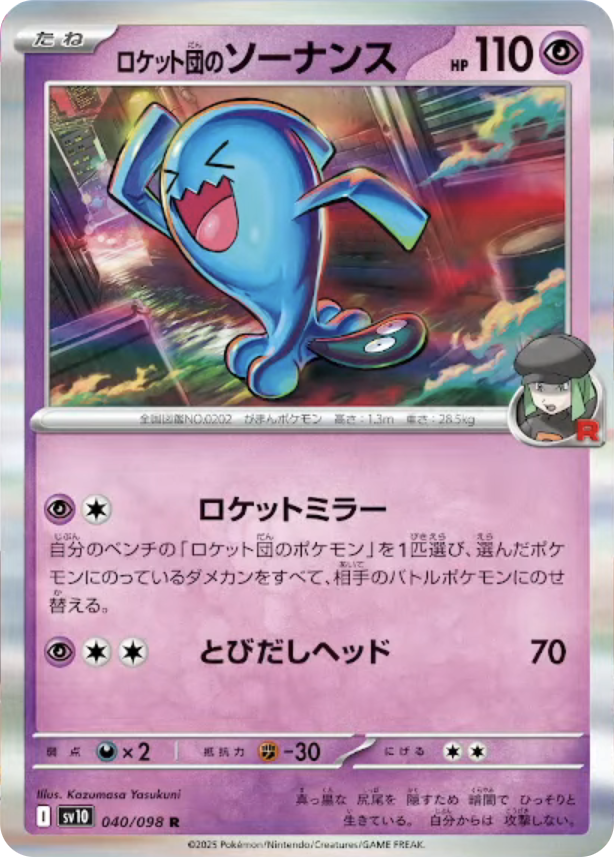 たね ロケット団のソーナンス HP 110
全国図鑑NO.0202 がまんポケモン 高さ：1.3m 重さ：28.5kg
R
ロケットミラー
自分のベンチの「ロケット団のポケモン」を1匹選び、選んだポケ
モンにのっているダメカンをすべて、相手のバトルポケモンにのせ
替える。
とびだしヘッド 70
弱点 ×2 抵抗力 -30 にげる
Illus. Kazumasa Yasukuni
真っ黒な 尻尾を 隠すため 暗闇で ひっそりと
生きている。 自分からは 攻撃しない。
I sv10 040/098 R
©2025 Pokémon/Nintendo/Creatures/GAME FREAK.